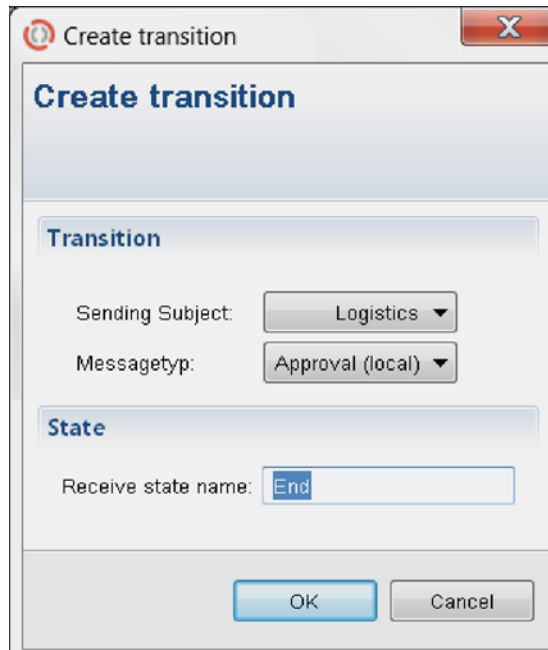 Create transition
Create transition
Transition
Sending Subject: Logistics
Messagetyp: Approval (local)
State
Receive state name: End
OK Cancel